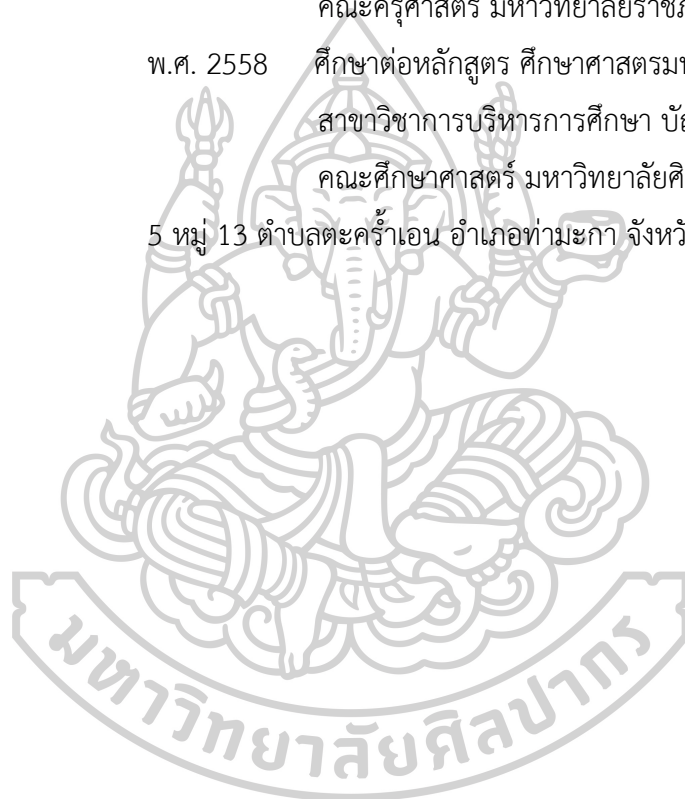 คณะครุศาสตร์ มหาวิทยาลัยราช
พ.ศ. 2558 ศึกษาต่อหลักสูตร ศึกษาศาสตรม
สาขาวิชาการบริหารการศึกษา
คณะศึกษาศาสตร์ มหาวิทยาลัยศิ
5 หมู่ 13 ตำบลตะคร้ำเอน อำเภอท่ามะกา จังหวั
มหาวิทยาลัยศิลปากร